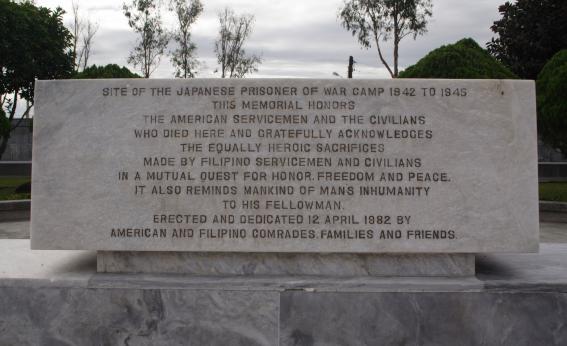 SITE OF THE JAPANESE PRISONER OF WAR CAMP 1942 TO 1945
THIS MEMORIAL HONORS
THE AMERICAN SERVICEMEN AND THE CIVILIANS
WHO DIED HERE AND GRATEFULLY ACKNOWLEDGES
THE EQUALLY HEROIC SACRIFICES
MADE BY FILIPINO SERVICEMEN AND CIVILIANS
IN A MUTUAL QUEST FOR HONOR, FREEDOM AND PEACE.
IT ALSO REMINDS MANKIND OF MANS INHUMANITY
TO HIS FELLOWMAN.
ERECTED AND DEDICATED 12 APRIL 1982 BY
AMERICAN AND FILIPINO COMRADES, FAMILIES AND FRIENDS.